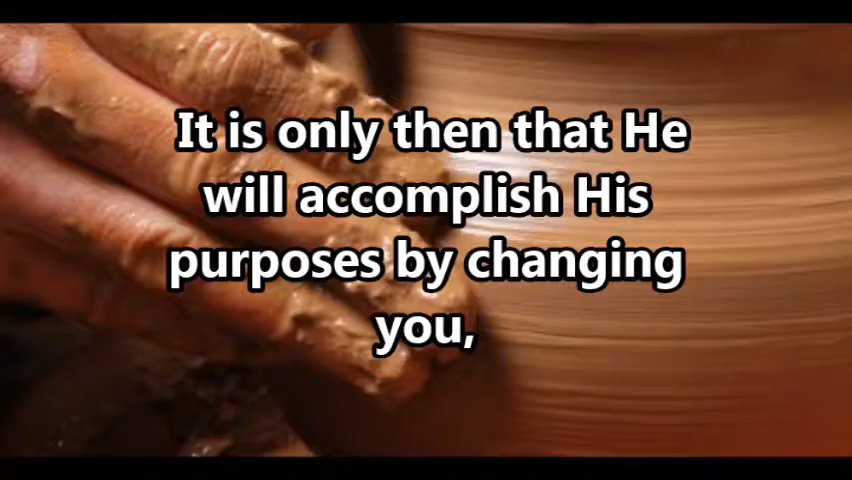 It is only then that He
will accomplish His
purposes by changing
you,